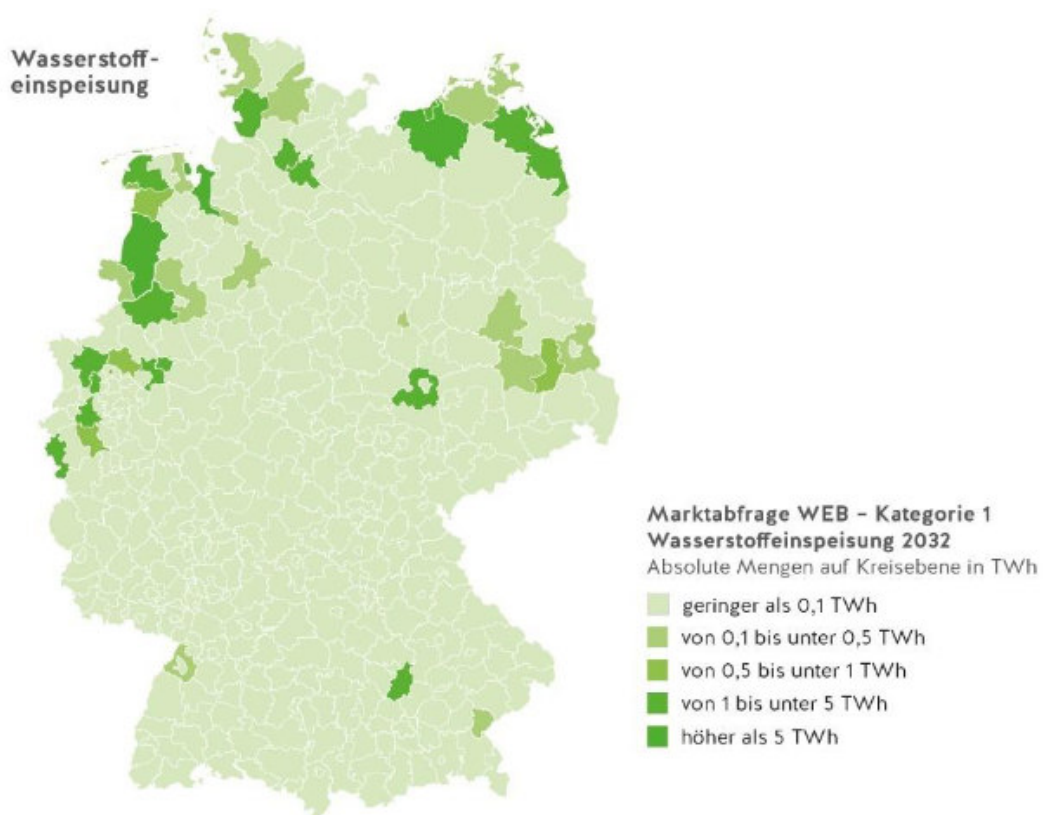 Wasserstoff-
einspeisung
Marktabfrage WEB – Kategorie 1
Wasserstoffeinspeisung 2032
Absolute Mengen auf Kreisebene in TWh
geringer als 0,1 TWh
von 0,1 bis unter 0,5 TWh
von 0,5 bis unter 1 TWh
von 1 bis unter 5 TWh
höher als 5 TWh